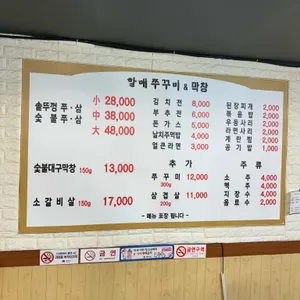 할매쭈꾸미 & 막창
솥뚜껑 쭈·삼
숯 불 쭈·삼
小 28,000
中 38,000
大 48,000
김 치 전 8,000
부 추 전 6,000
돈 가 스 5,000
날치주먹밥 4,000
얼큰라면 3,000
된장찌개 2,000
볶음밥 2,000
우동사리 2,000
라면사리 2,000
계란찜 2,000
공기밥 1,000
숯불대구막창 150g 13,000
소갈비살 150g 17,000
추 가
쭈꾸미 300g 12,000
삼겹살 200g 11,000
주 류
소 주 4,000
맥 주 4,000
지장수 4,000
음료수 2,000
- 메뉴 포장 됩니다 -
금연
금연구역